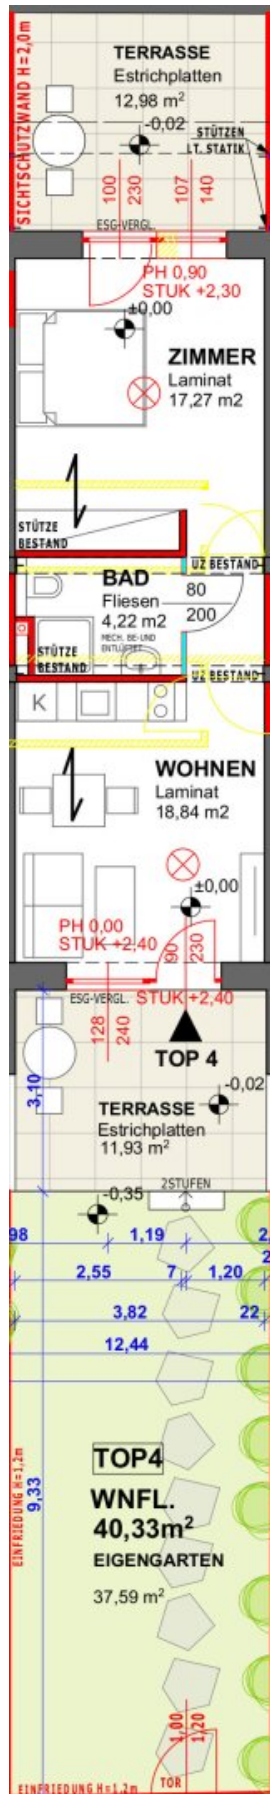 SICHTSCHUTZWAND H=2,0m
TERRASSE
Estrichplatten
12,98 m²
-0,02
STÜTZEN
LT. STATIK
100
230
107
140
ESG-VERGL.
PH 0,90
STUK +2,30
±0,00
ZIMMER
Laminat
17,27 m2
STÜTZE
BESTAND
UZ BESTAND
BAD
Fliesen
4,22 m2
MECH. BE-UND
ENTLÜFTET
80
200
STÜTZE
BESTAND
UZ BESTAND
K
WOHNEN
Laminat
18,84 m2
±0,00
PH 0,00
STUK +2,40
90
230
ESG-VERGL.
STUK +2,40
128
240
TOP 4
3,10
-0,02
TERRASSE
Estrichplatten
11,93 m²
2STUFEN
-0,35
98
1,19
2,
2
2,55
7
1,20
3,82
22
12,44
EINFRIEDUNG H=1,2m
9,33
TOP4
WNFL.
40,33m²
EIGENGARTEN
37,59 m²
1,00
1,20
TOR
EINFRIEDUNG H=1,2m